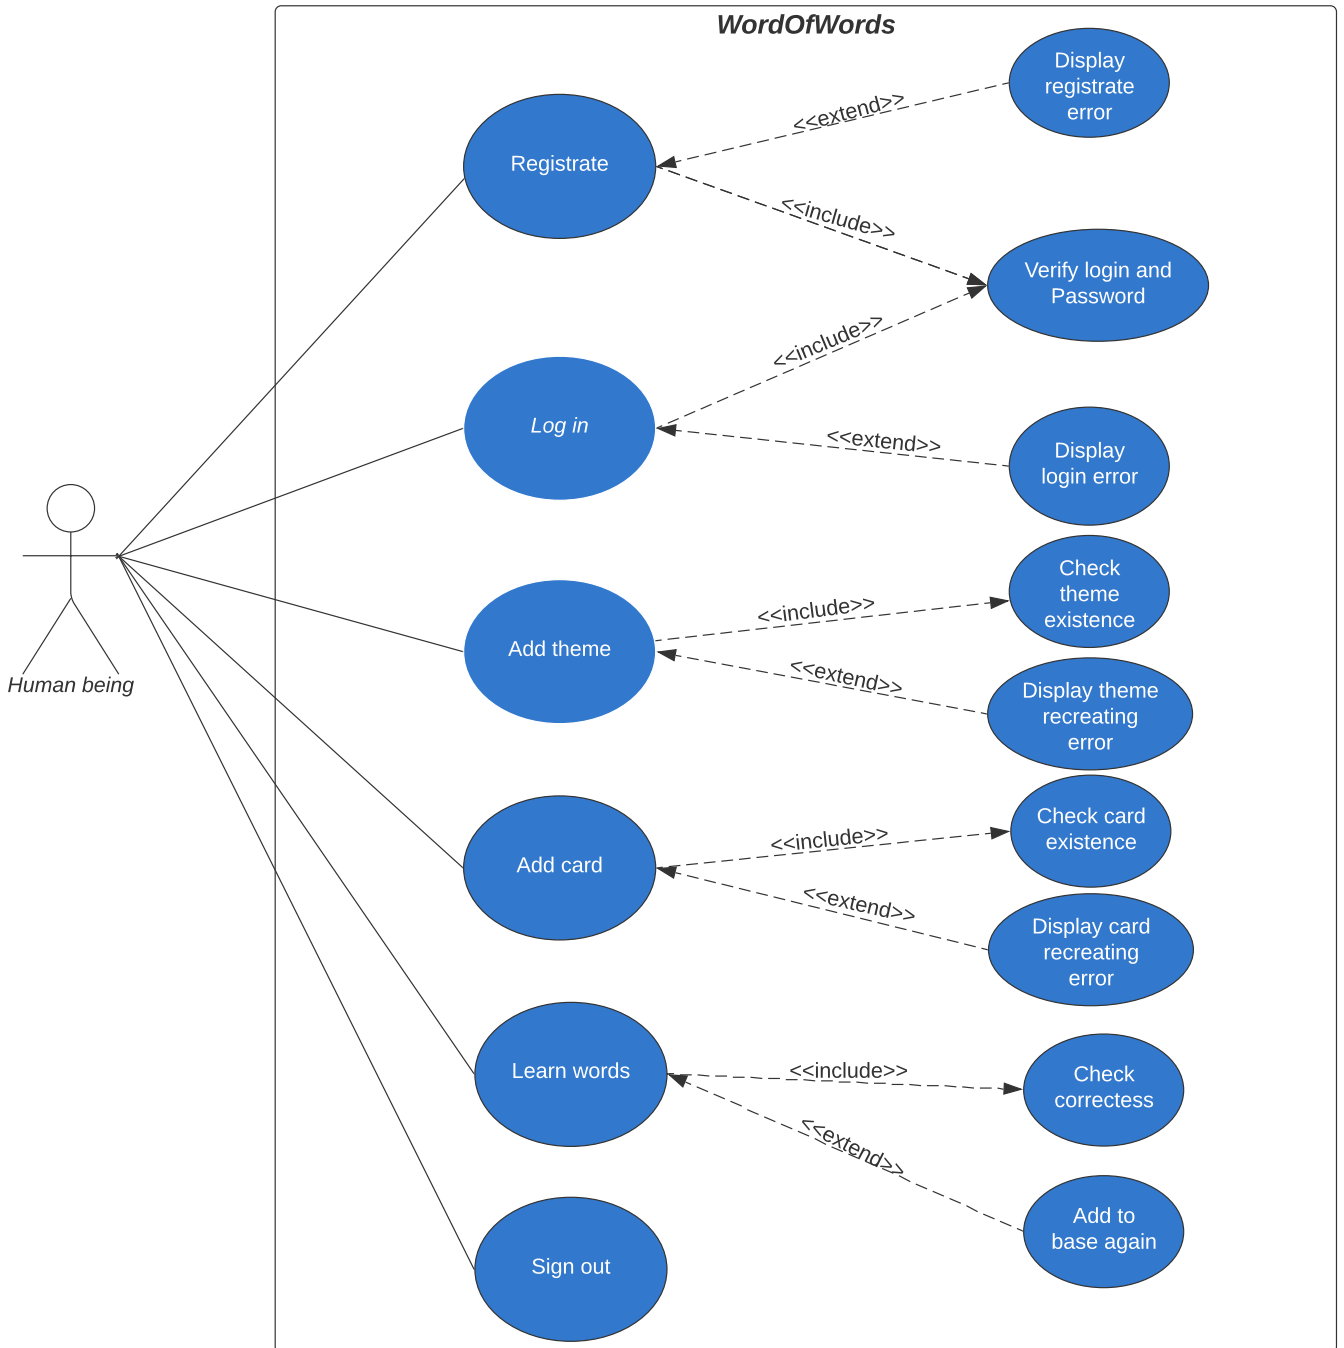 WordOfWords
Display
registrate
error
<<extend>>
Registrate
<<include>>
Verify login and
Password
<<include>>
Log in
<<extend>>
Display
login error
Check
theme
existence
<<include>>
Add theme
<<extend>>
Display theme
recreating
error
Human being
Check card
existence
<<include>>
Add card
<<extend>>
Display card
recreating
error
Learn words
<<include>>
Check
correctess
<<extend>>
Add to
base again
Sign out